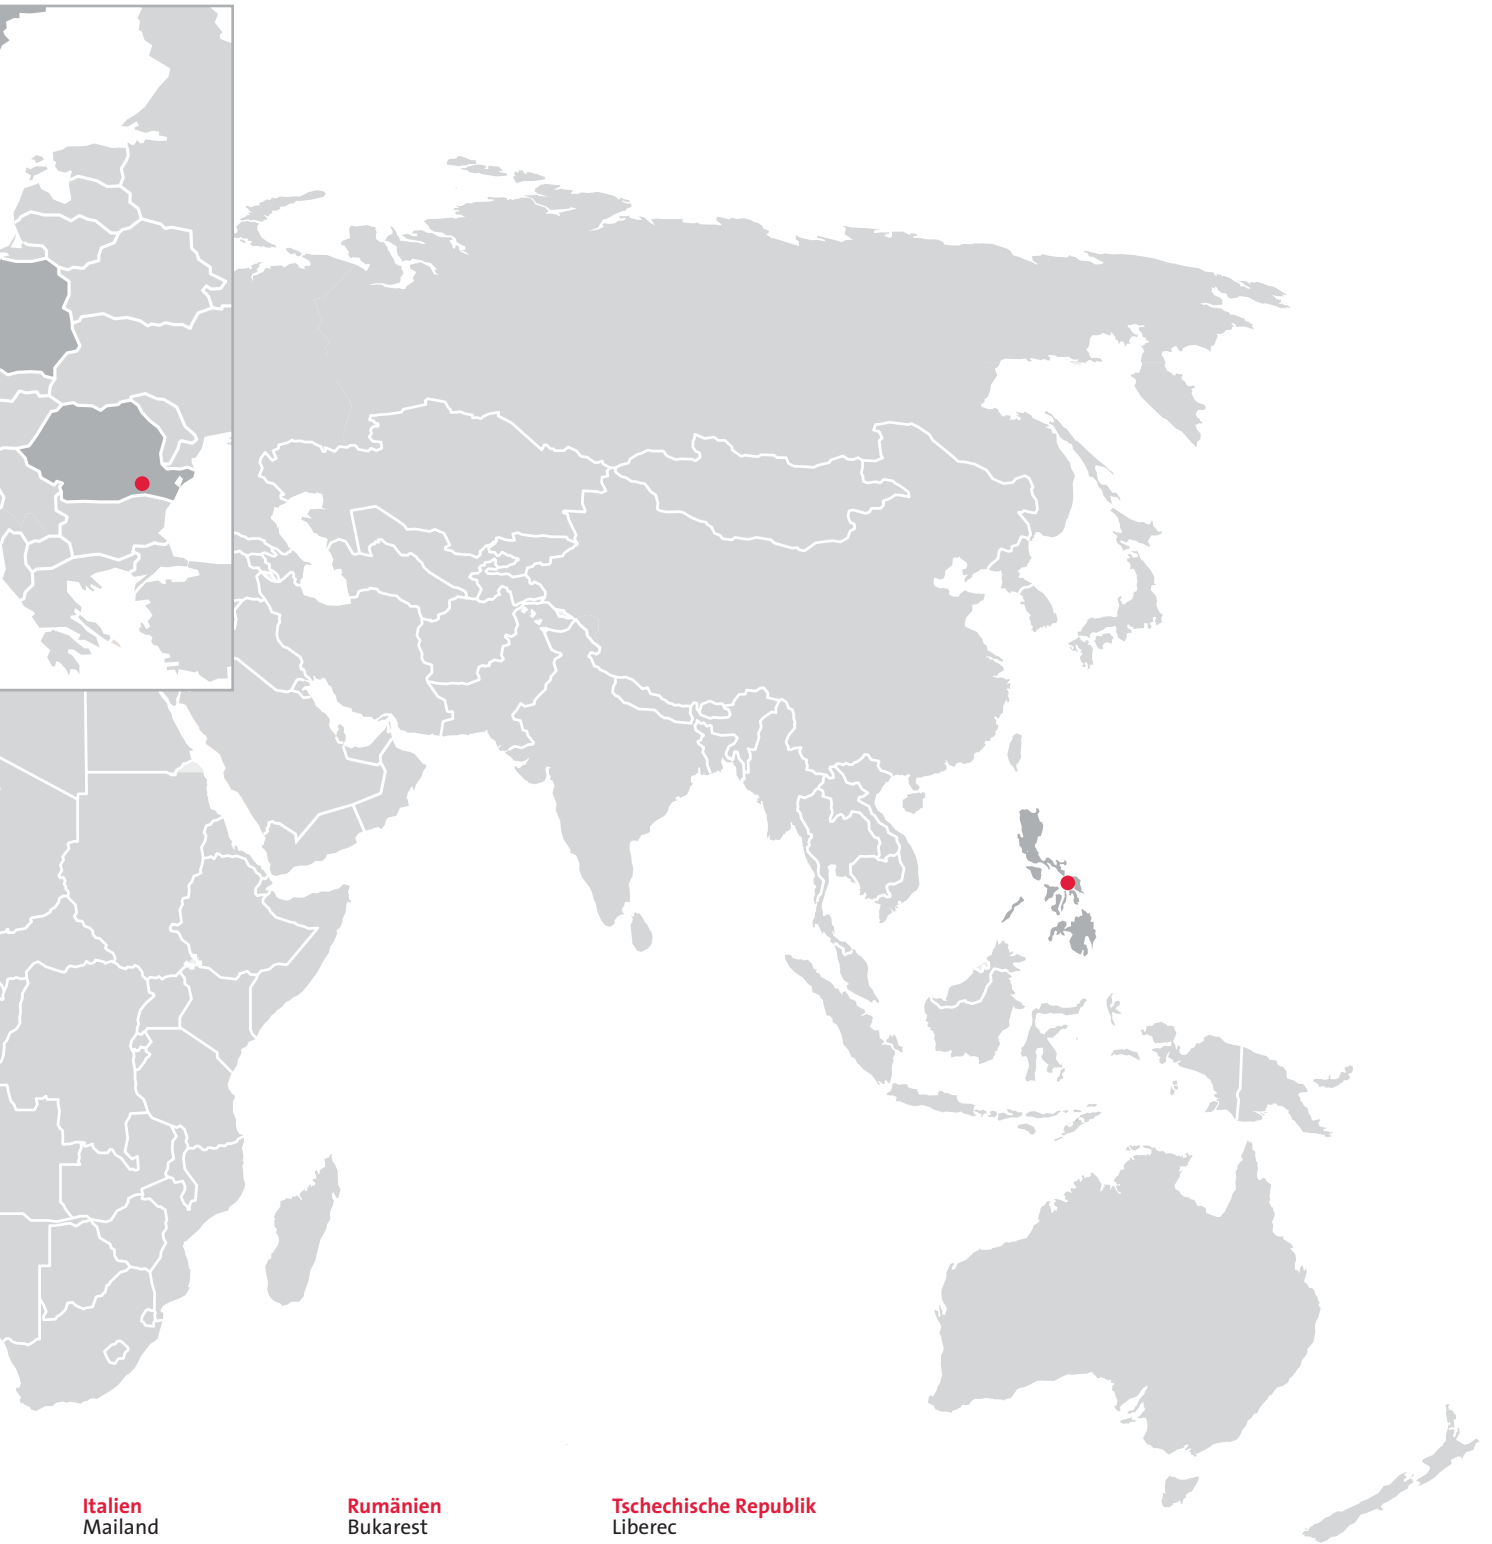 Italien
Mailand
Rumänien
Bukarest
Tschechische Republik
Liberec